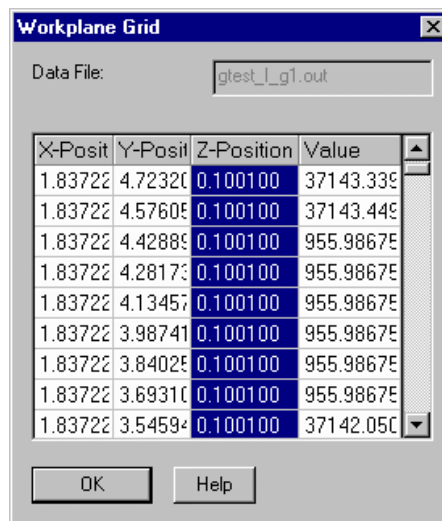 Workplane Grid
Data File: gtest_l_g1.out
X-Posit Y-Posit Z-Position Value
1.83722 4.72320 0.100100 37143.339
1.83722 4.57605 0.100100 37143.449
1.83722 4.42889 0.100100 955.98675
1.83722 4.28173 0.100100 955.98675
1.83722 4.13457 0.100100 955.98675
1.83722 3.98741 0.100100 955.98675
1.83722 3.84025 0.100100 955.98675
1.83722 3.69310 0.100100 955.98675
1.83722 3.54594 0.100100 37142.050
OK Help